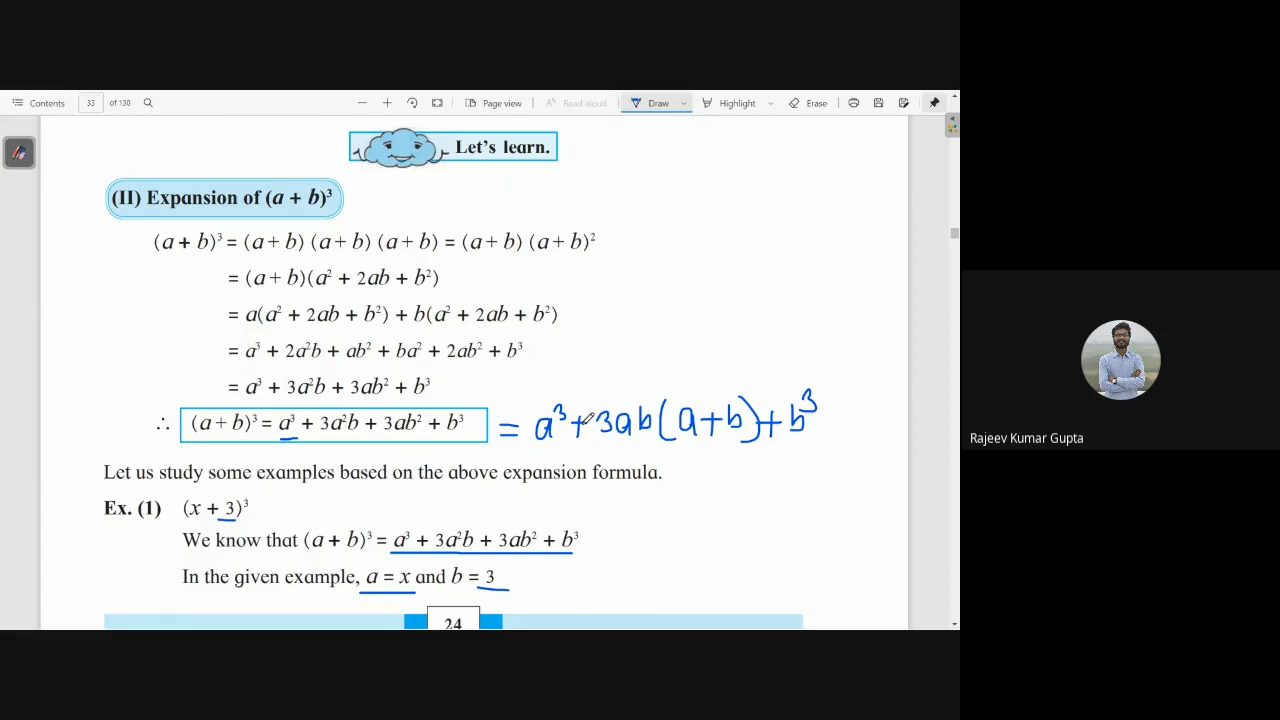 Contents 33 of 130 Page view Read aloud Draw Highlight Erase
Let's learn.
(II) Expansion of (a + b)³
(a + b)³ = (a + b) (a + b) (a + b) = (a + b) (a + b)²
= (a + b)(a² + 2ab + b²)
= a(a² + 2ab + b²) + b(a² + 2ab + b²)
= a³ + 2a²b + ab² + ba² + 2ab² + b³
= a³ + 3a²b + 3ab² + b³
∴ (a + b)³ = a³ + 3a²b + 3ab² + b³ = a³ + 3ab(a+b) + b³
Rajeev Kumar Gupta
Let us study some examples based on the above expansion formula.
Ex. (1) (x + 3)³
We know that (a + b)³ = a³ + 3a²b + 3ab² + b³
In the given example, a = x and b = 3
24